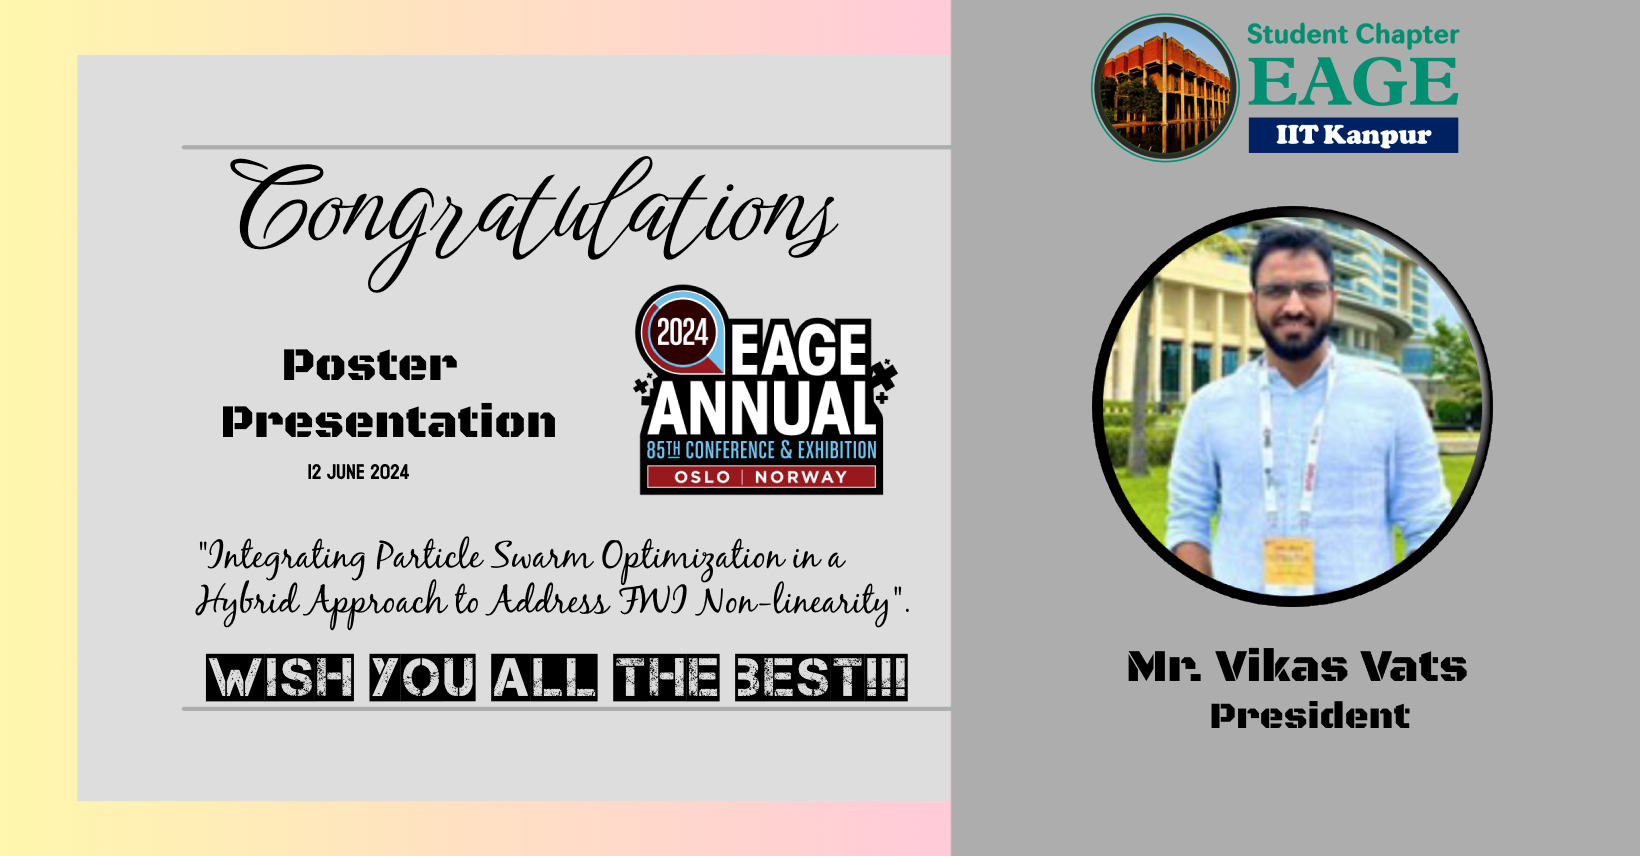 Congratulations
Poster
Presentation
12 JUNE 2024
2024
EAGE
ANNUAL
85TH CONFERENCE & EXHIBITION
OSLO | NORWAY
"Integrating Particle Swarm Optimization in a
Hybrid Approach to Address FWI Non-linearity".
WISH YOU ALL THE BEST!!!
Student Chapter
EAGE
IIT Kanpur
Mr. Vikas Vats
President